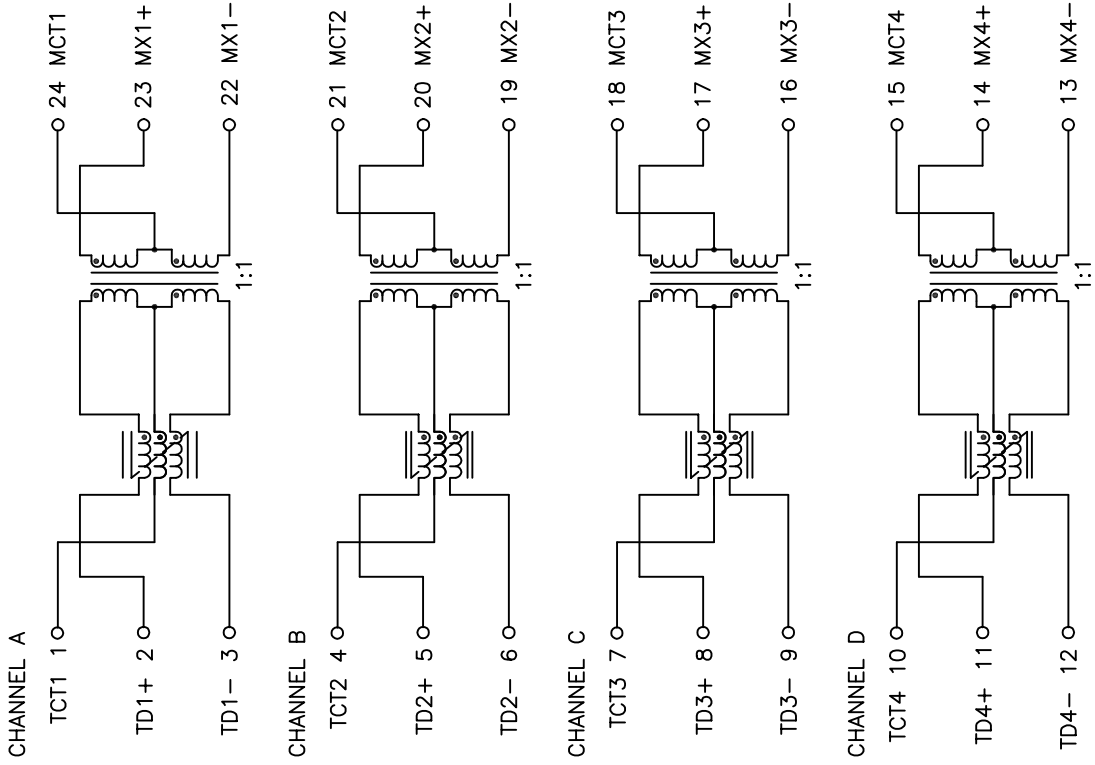 CHANNEL A
TCT1 1
24 MCT1
TD1+ 2
23 MX1+
TD1- 3
22 MX1-
1:1
CHANNEL B
TCT2 4
21 MCT2
TD2+ 5
20 MX2+
TD2- 6
19 MX2-
1:1
CHANNEL C
TCT3 7
18 MCT3
TD3+ 8
17 MX3+
TD3- 9
16 MX3-
1:1
CHANNEL D
TCT4 10
15 MCT4
TD4+ 11
14 MX4+
TD4- 12
13 MX4-
1:1